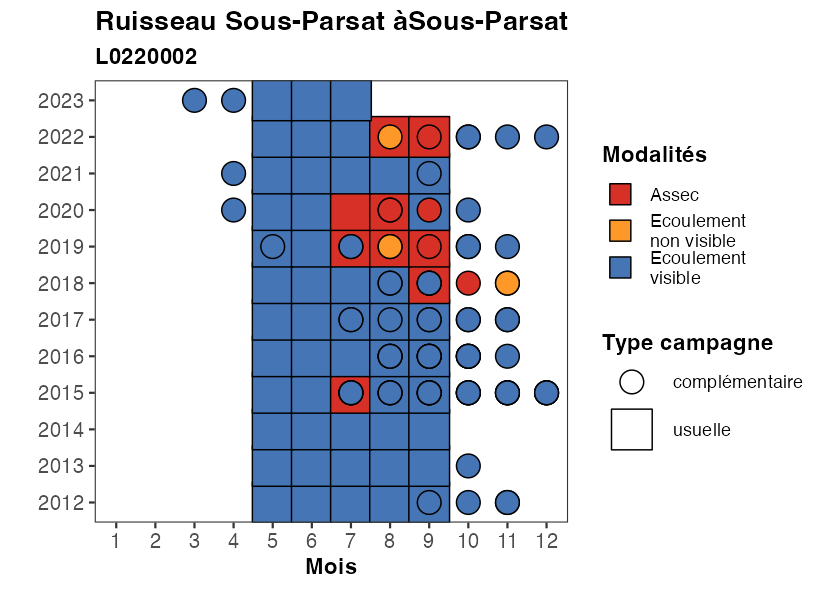 Ruisseau Sous-Parsat àSous-Parsat
L0220002
2023
2022
2021
2020
2019
2018
2017
2016
2015
2014
2013
2012
1 2 3 4 5 6 7 8 9 10 11 12
Mois
Modalités
Assec
Ecoulement
non visible
Ecoulement
visible
Type campagne
complémentaire
usuelle